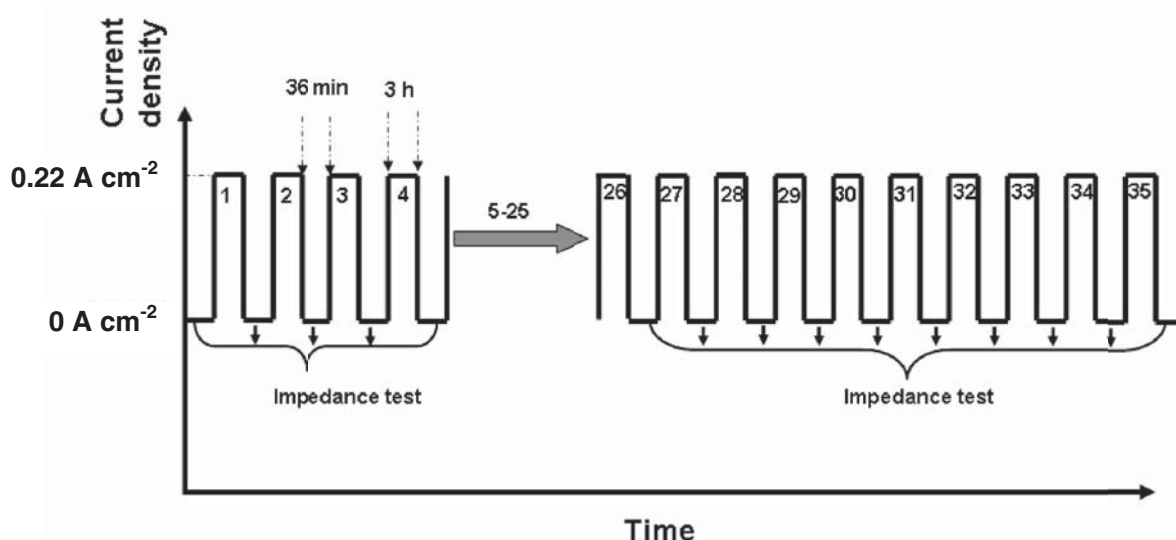 Current
density
36 min
3 h
0.22 A cm-2
1
2
3
4
5-25
26
27
28
29
30
31
32
33
34
35
0 A cm-2
Impedance test
Impedance test
Time